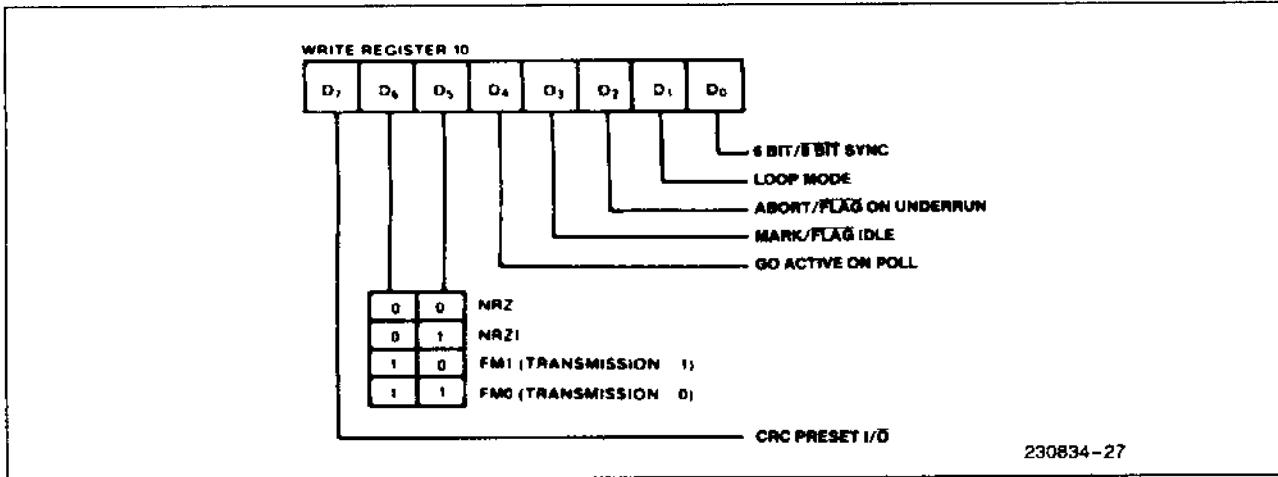 WRITE REGISTER 10
D7 D6 D5 D4 D3 D2 D1 D0
6 BIT/8 BIT SYNC
LOOP MODE
ABORT/FLAG ON UNDERRUN
MARK/FLAG IDLE
GO ACTIVE ON POLL
0 0 NRZ
0 1 NRZI
1 0 FM1 (TRANSMISSION 1)
1 1 FM0 (TRANSMISSION 0)
CRC PRESET I/O
230834-27